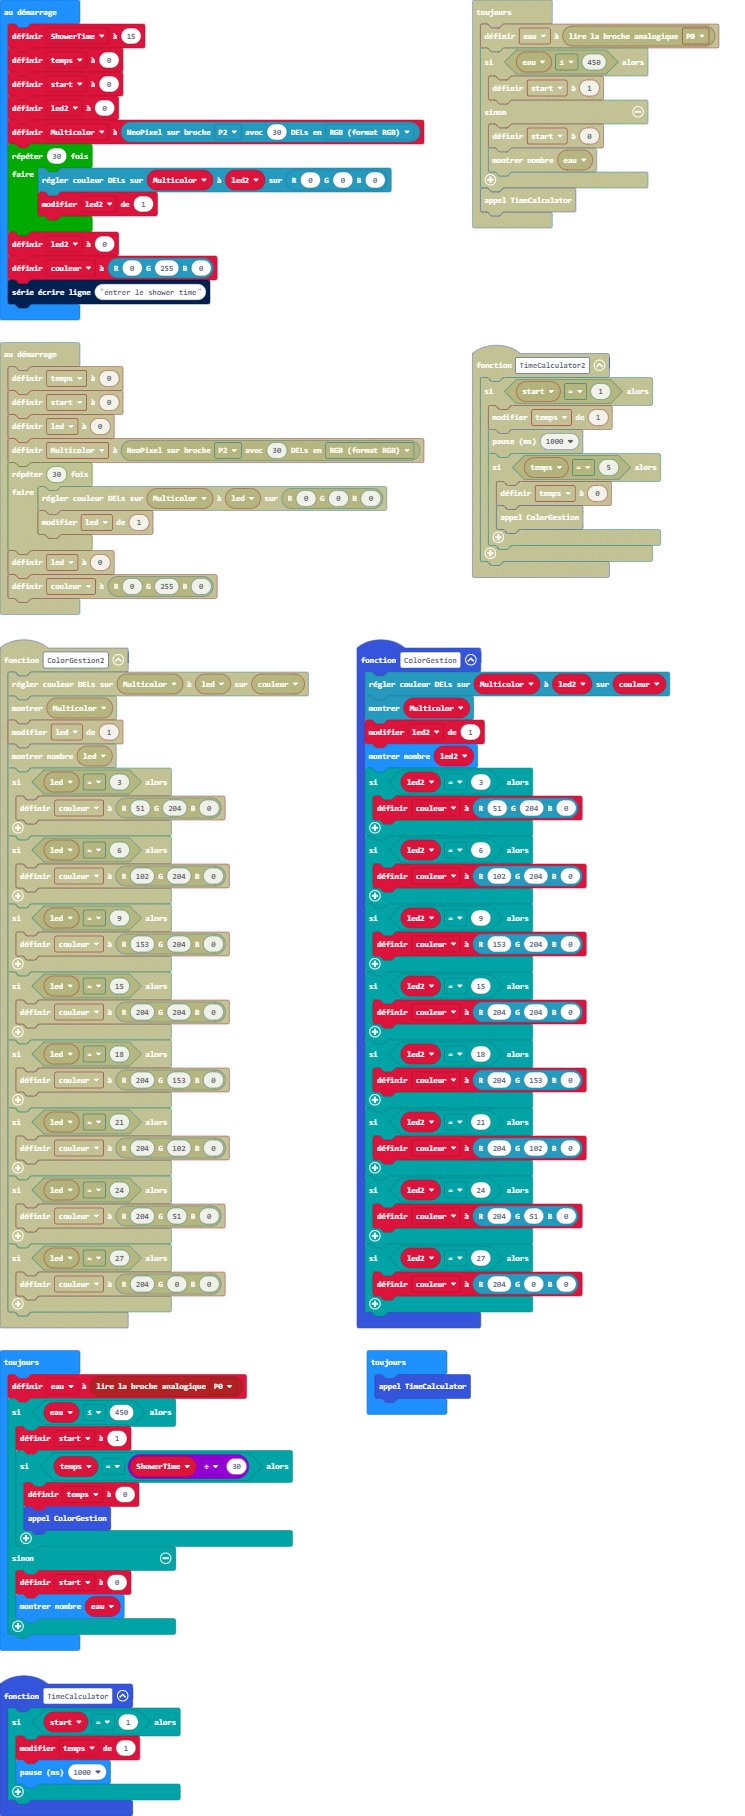 au démarrage
définir ShowerTime à 15
définir temps à 0
définir start à 0
définir led2 à 0
définir Multicolor à NeoPixel sur broche P2 avec 30 DELs en RGB (format RGB)
répéter 30 fois
faire régler couleur DELs sur Multicolor à led2 sur R 0 G 0 B 0
modifier led2 de 1
définir led2 à 0
définir couleur à R 0 G 255 B 0
série écrire ligne "entrer le shower time"
toujours
définir eau à lire la broche analogique P0
si eau ≤ 450 alors
définir start à 1
sinon
définir start à 0
montrer nombre eau
appel TimeCalculator
au démarrage
définir temps à 0
définir start à 0
définir led à 0
définir Multicolor à NeoPixel sur broche P2 avec 30 DELs en RGB (format RGB)
répéter 30 fois
faire régler couleur DELs sur Multicolor à led sur R 0 G 0 B 0
modifier led de 1
définir led à 0
définir couleur à R 0 G 255 B 0
fonction TimeCalculator2
si start = 1 alors
modifier temps de 1
pause (ms) 1000
si temps = 5 alors
définir temps à 0
appel ColorGestion
fonction ColorGestion2
régler couleur DELs sur Multicolor à led sur couleur
montrer Multicolor
modifier led de 1
montrer nombre led
si led = 3 alors
définir couleur à R 51 G 204 B 0
si led = 6 alors
définir couleur à R 102 G 204 B 0
si led = 9 alors
définir couleur à R 153 G 204 B 0
si led = 15 alors
définir couleur à R 204 G 204 B 0
si led = 18 alors
définir couleur à R 204 G 153 B 0
si led = 21 alors
définir couleur à R 204 G 102 B 0
si led = 24 alors
définir couleur à R 204 G 51 B 0
si led = 27 alors
définir couleur à R 204 G 0 B 0
fonction ColorGestion
régler couleur DELs sur Multicolor à led2 sur couleur
montrer Multicolor
modifier led2 de 1
montrer nombre led2
si led2 = 3 alors
définir couleur à R 51 G 204 B 0
si led2 = 6 alors
définir couleur à R 102 G 204 B 0
si led2 = 9 alors
définir couleur à R 153 G 204 B 0
si led2 = 15 alors
définir couleur à R 204 G 204 B 0
si led2 = 18 alors
définir couleur à R 204 G 153 B 0
si led2 = 21 alors
définir couleur à R 204 G 102 B 0
si led2 = 24 alors
définir couleur à R 204 G 51 B 0
si led2 = 27 alors
définir couleur à R 204 G 0 B 0
toujours
définir eau à lire la broche analogique P0
si eau ≤ 450 alors
définir start à 1
si temps = ShowerTime ÷ 30 alors
définir temps à 0
appel ColorGestion
sinon
définir start à 0
montrer nombre eau
toujours
appel TimeCalculator
fonction TimeCalculator
si start = 1 alors
modifier temps de 1
pause (ms) 1000